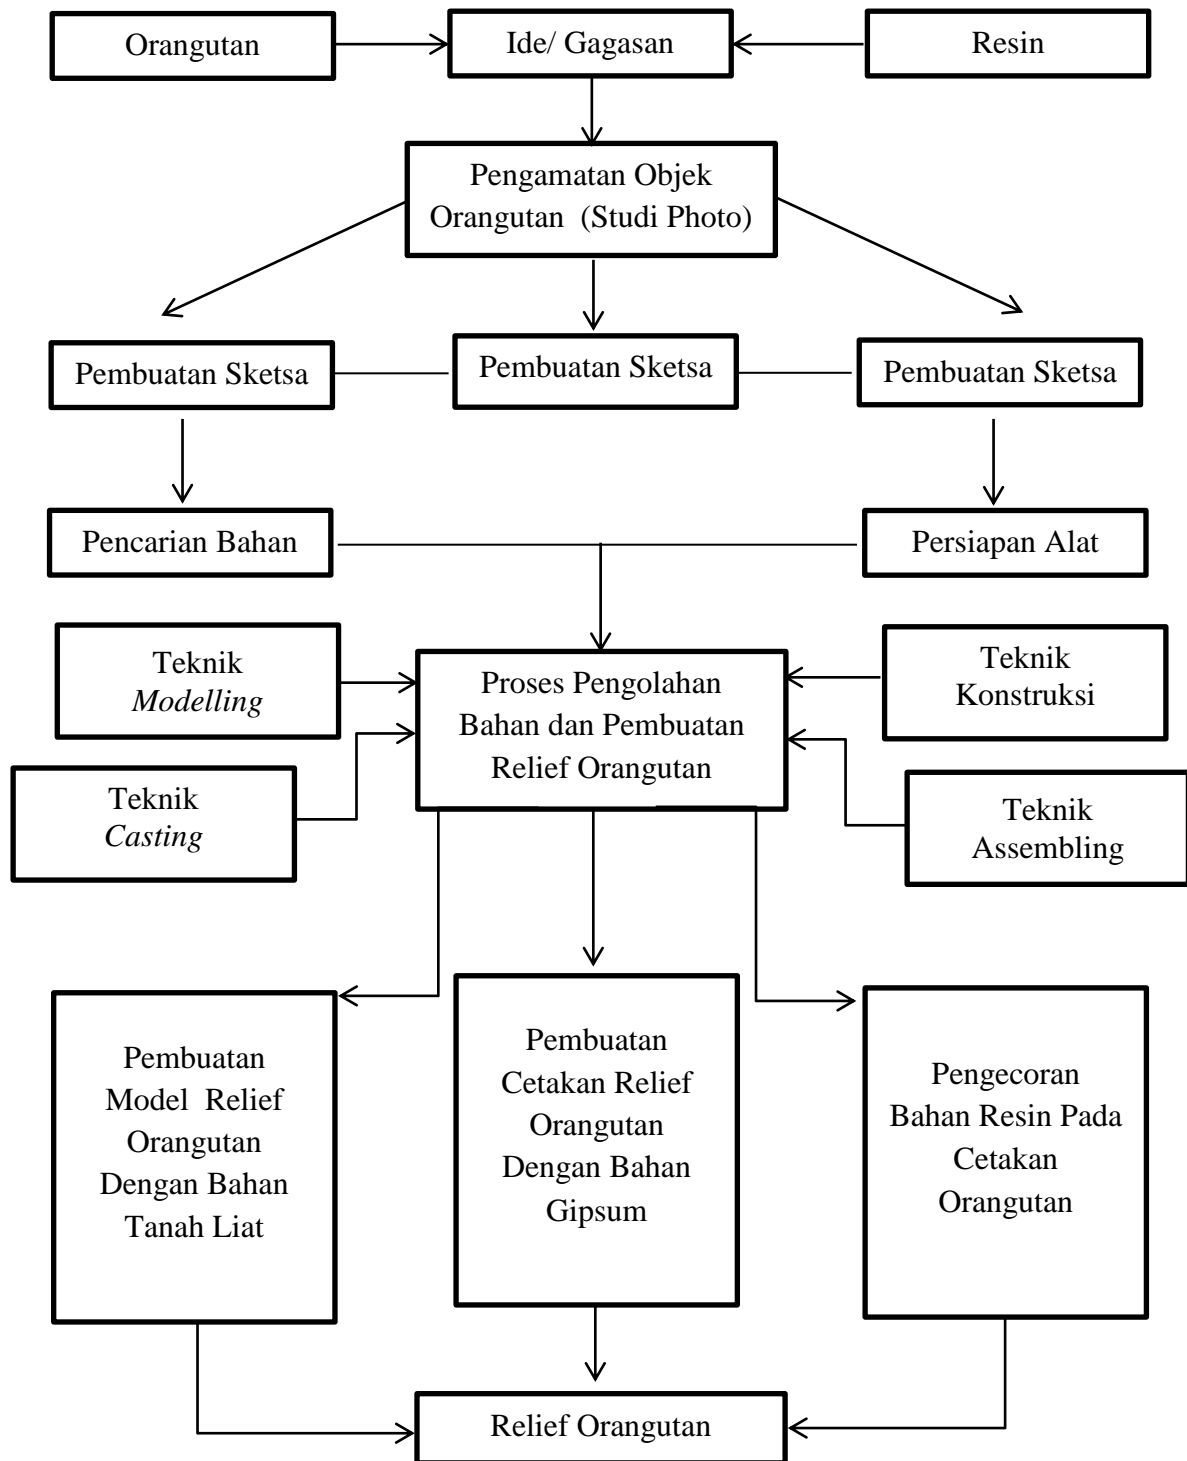 Orangutan
Ide/ Gagasan
Resin
Pengamatan Objek
Orangutan (Studi Photo)
Pembuatan Sketsa
Pembuatan Sketsa
Pembuatan Sketsa
Pencarian Bahan
Persiapan Alat
Teknik
Modelling
Proses Pengolahan
Bahan dan Pembuatan
Relief Orangutan
Teknik
Konstruksi
Teknik
Casting
Teknik
Assembling
Pembuatan
Model Relief
Orangutan
Dengan Bahan
Tanah Liat
Pembuatan
Cetakan Relief
Orangutan
Dengan Bahan
Gipsum
Pengecoran
Bahan Resin Pada
Cetakan
Orangutan
Relief Orangutan